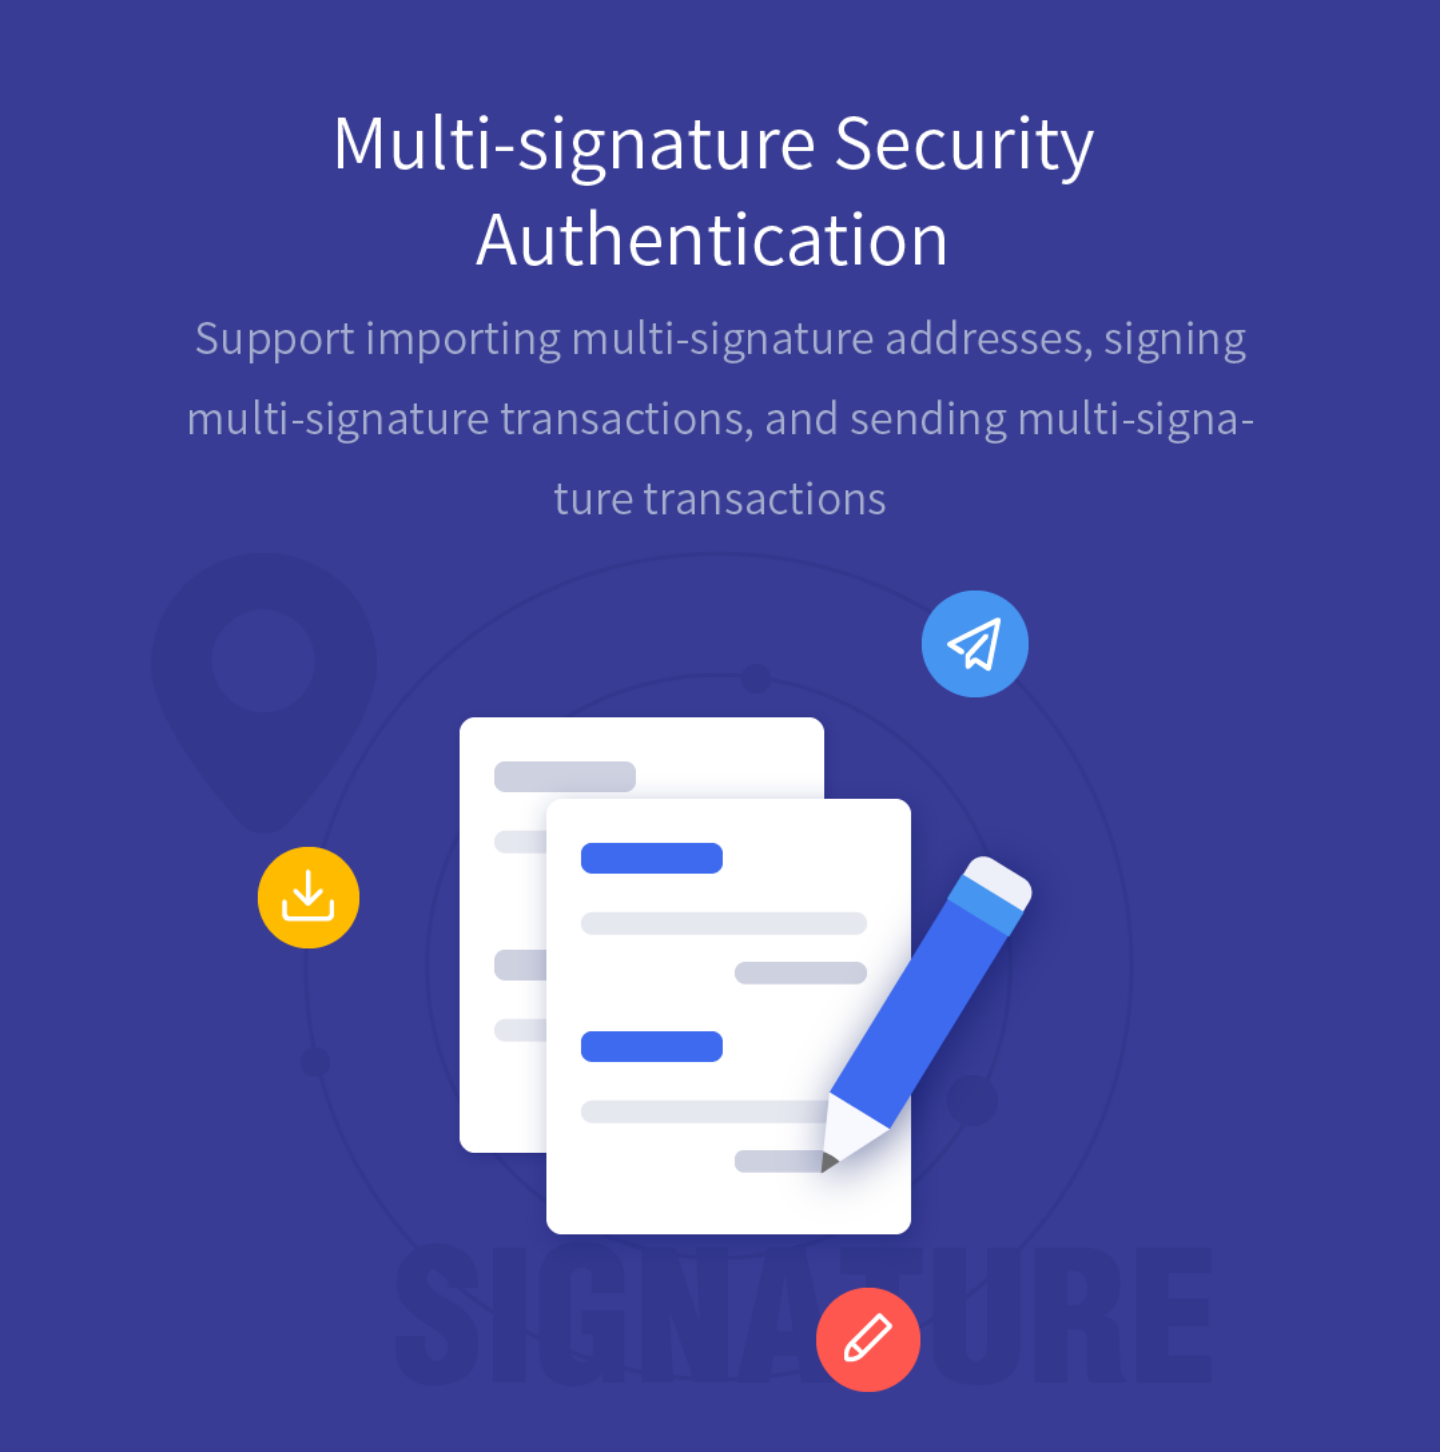 Multi-signature Security
Authentication
Support importing multi-signature addresses, signing
multi-signature transactions, and sending multi-signa-
ture transactions
SIGNATURE